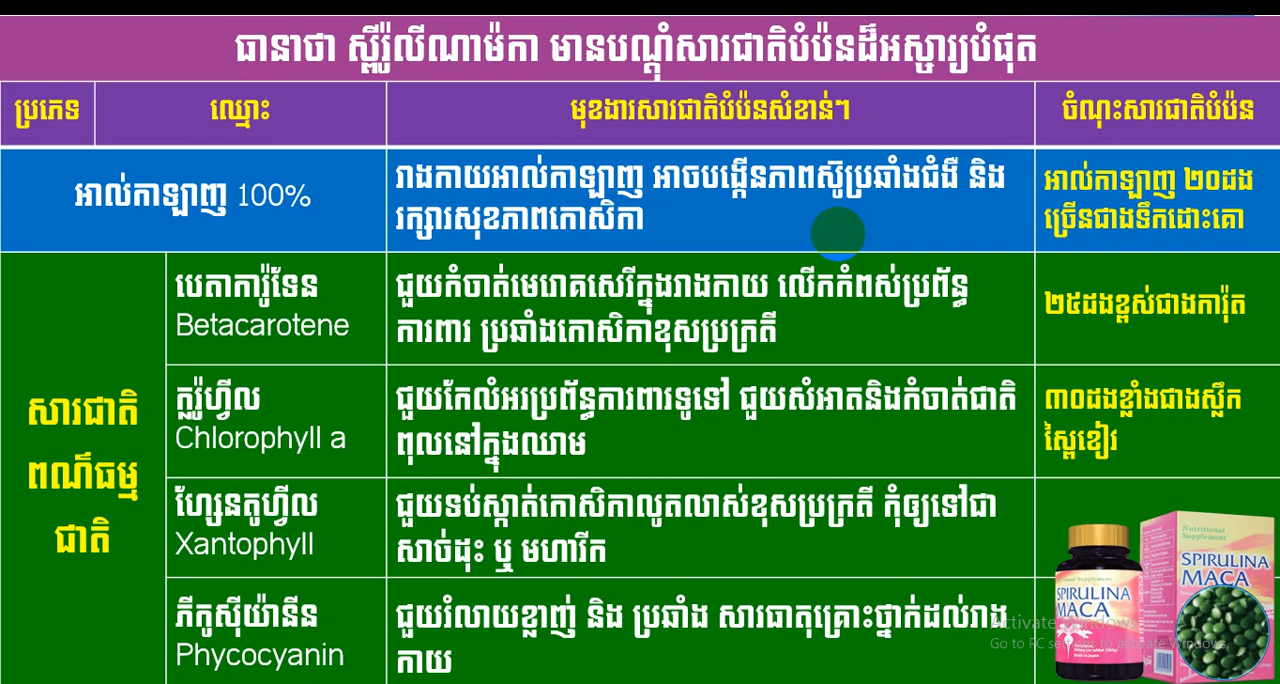 ធានាថា ស្ពីរ៉ូលីណាម៉កា មានបណ្តុំសារជាតិបំប៉នដ៏អស្ចារ្យបំផុត
ប្រភេទ
ឈ្មោះ
មុខងារសារជាតិបំប៉នសំខាន់ៗ
ចំណុះសារជាតិបំប៉ន
អាល់កាឡាញ 100%
រាងកាយអាល់កាឡាញ អាចបង្កើនភាពស៊ូប្រឆាំងជំងឺ និង
រក្សារសុខភាពកោសិកា
អាល់កាឡាញ ២០ដង
ច្រើនជាងទឹកដោះគោ
សារជាតិ
ពណ៌ធម្ម
ជាតិ
បេតាការ៉ូទែន
Betacarotene
ជួយកំចាត់មេរោគសេរីក្នុងរាងកាយ លើកកំពស់ប្រព័ន្ធ
ការពារ ប្រឆាំងកោសិកាខុសប្រក្រតី
២៥ដងខ្ពស់ជាងការ៉ុត
ក្លរ៉ូហ្វីល
Chlorophyll a
ជួយកែលំអរប្រព័ន្ធការពារទូទៅ ជួយសំអាតនិងកំចាត់ជាតិ
ពុលនៅក្នុងឈាម
៣០ដងខ្លាំងជាងស្លឹក
ស្ពៃខៀវ
ហ្សែនតូហ្វីល
Xantophyll
ជួយទប់ស្កាត់កោសិកាលូតលាស់ខុសប្រក្រតី កុំឲ្យទៅជា
សាច់ដុះ ឬ មហារីក
ភីកូស៊ីយ៉ានីន
Phycocyanin
ជួយរំលាយខ្លាញ់ និង ប្រឆាំង សារធាតុគ្រោះថ្នាក់ដល់រាង
កាយ
Nutritional
Supplement
SPIRULINA
MACA
Supplement
SPIRULINA
MACA
Activate Windows
Go to PC settings to activate Windows.